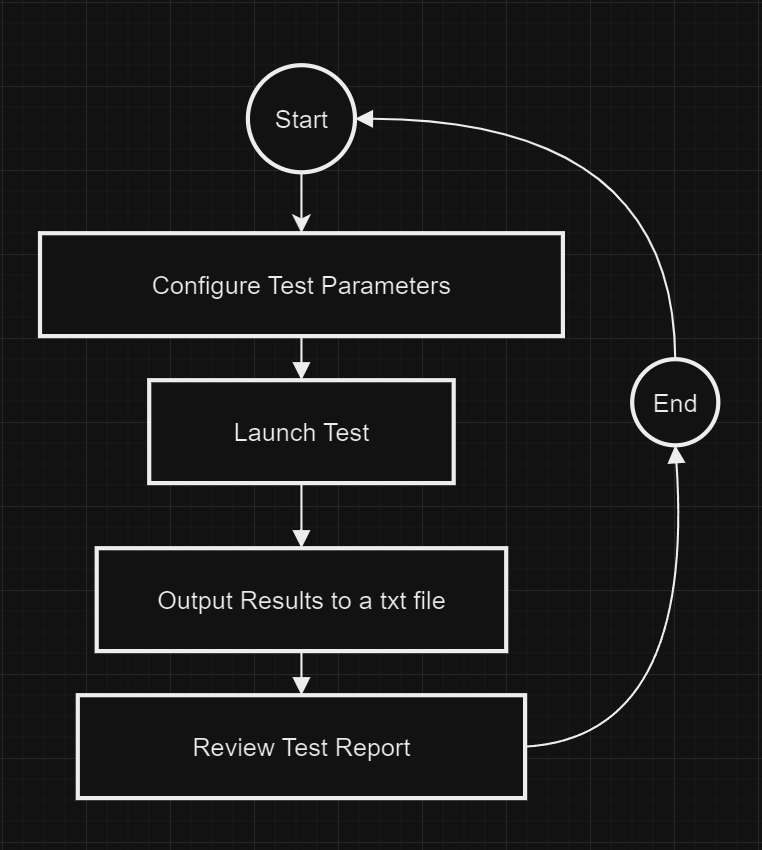 Start
Configure Test Parameters
Launch Test
End
Output Results to a txt file
Review Test Report